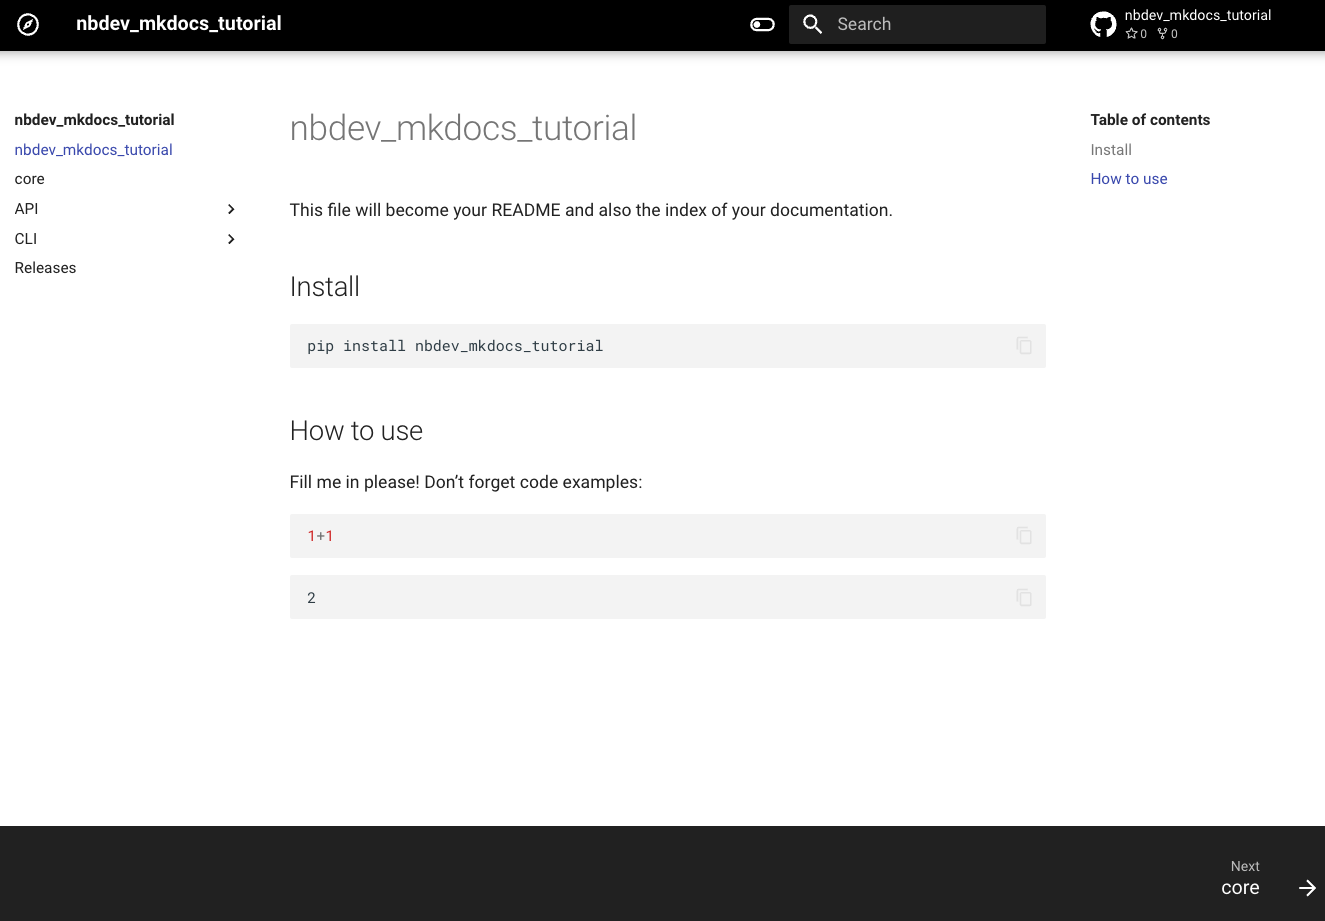 nbdev_mkdocs_tutorial
Search
nbdev_mkdocs_tutorial
0 0
nbdev_mkdocs_tutorial
nbdev_mkdocs_tutorial
core
API
CLI
Releases
nbdev_mkdocs_tutorial
This file will become your README and also the index of your documentation.
Install
pip install nbdev_mkdocs_tutorial
How to use
Fill me in please! Don’t forget code examples:
1+1
2
Table of contents
Install
How to use
Next
core